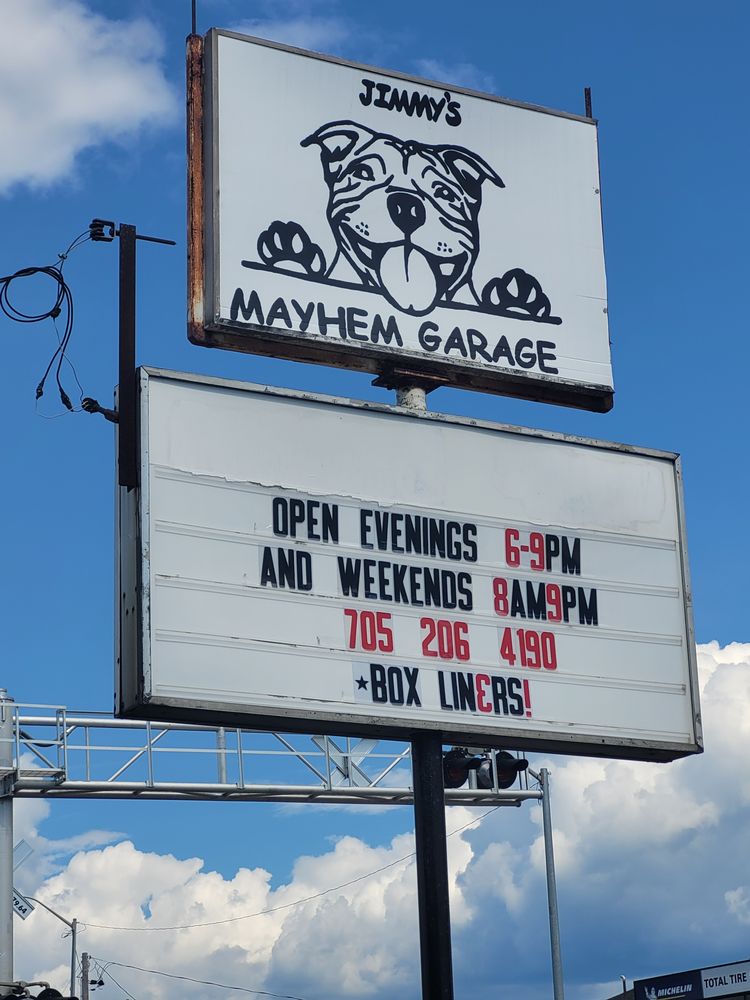 JIMMY'S
MAYHEM GARAGE
OPEN EVENINGS 6-9PM
AND WEEKENDS 8AM9PM
705 206 4190
★BOX LINERS!
MICHELIN TOTAL TIRE